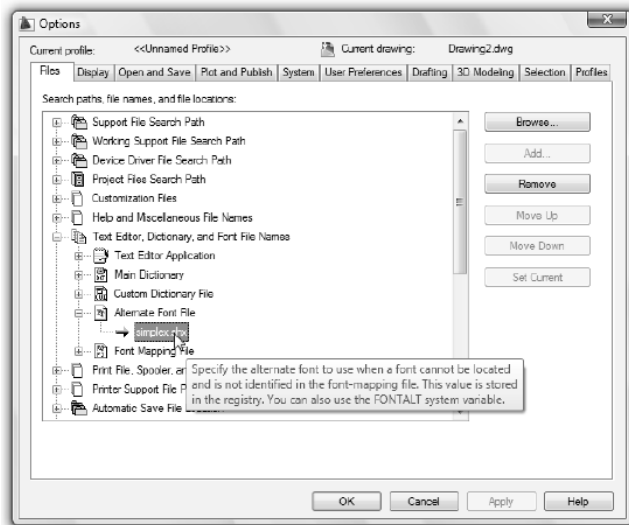 Options
Current profile: <<Unnamed Profile>> Current drawing: Drawing2.dwg
Files Display Open and Save Plot and Publish System User Preferences Drafting 3D Modeling Selection Profiles
Search paths, file names, and file locations:
Support File Search Path
Browse...
Working Support File Search Path
Device Driver File Search Path
Add...
Project Files Search Path
Remove
Customization Files
Help and Miscellaneous File Names
Move Up
Text Editor, Dictionary, and Font File Names
Text Editor Application
Move Down
Main Dictionary
Set Current
Custom Dictionary File
Alternate Font File
simplex.shx
Font Mapping File
Print File, Spooler, an
Specify the alternate font to use when a font cannot be located
Printer Support File P
and is not identified in the font-mapping file. This value is stored
in the registry. You can also use the FONTALT system variable.
Automatic Save File
OK Cancel Apply Help